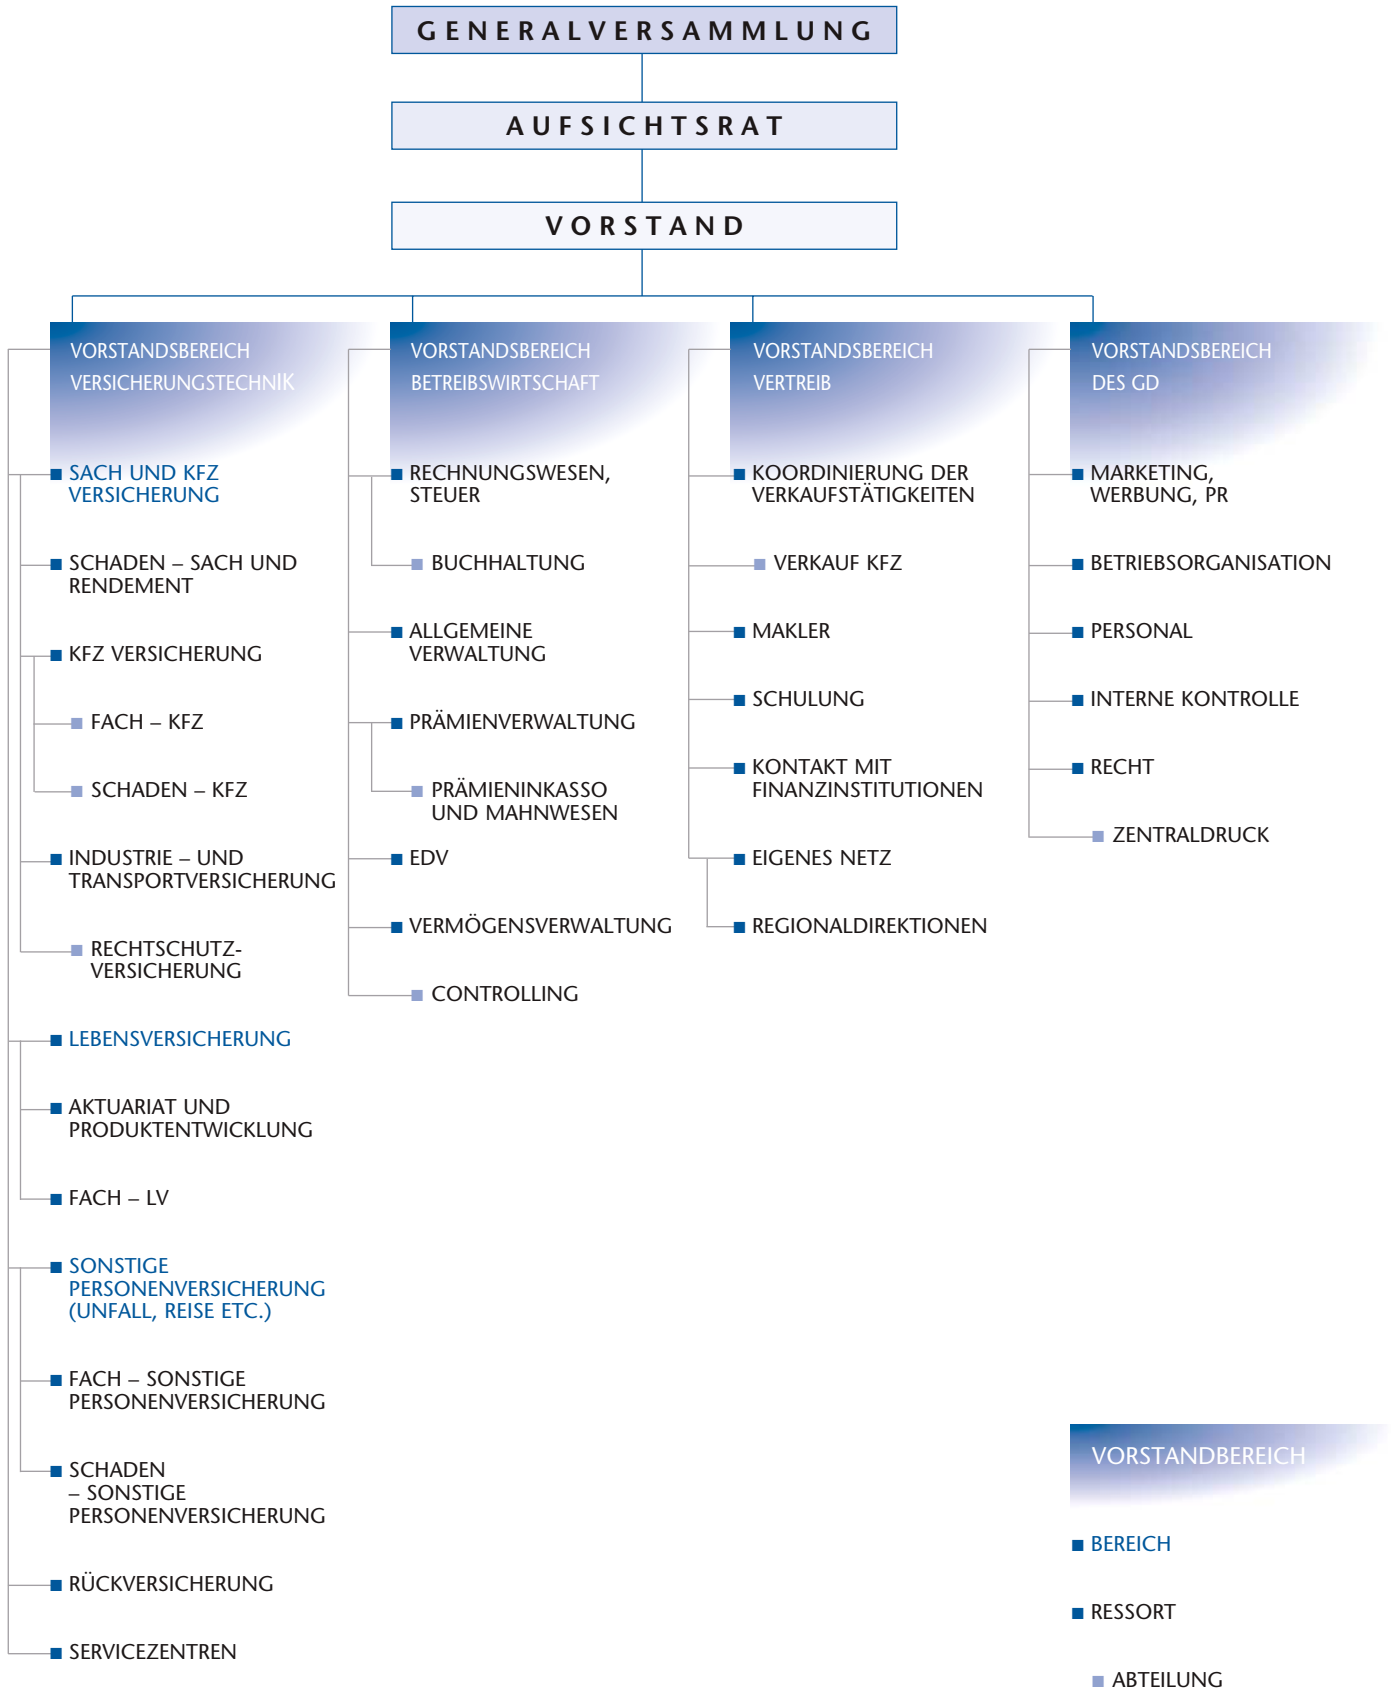 GENERALVERSAMMLUNG
AUFSICHTSRAT
VORSTAND
VORSTANDSBEREICH
VERSICHERUNGSTECHNIK
SACH UND KFZ
VERSICHERUNG
SCHADEN – SACH UND
RENDEMENT
KFZ VERSICHERUNG
FACH – KFZ
SCHADEN – KFZ
INDUSTRIE – UND
TRANSPORTVERSICHERUNG
RECHTSCHUTZ-
VERSICHERUNG
LEBENSVERSICHERUNG
AKTUARIAT UND
PRODUKTENTWICKLUNG
FACH – LV
SONSTIGE
PERSONENVERSICHERUNG
(UNFALL, REISE ETC.)
FACH – SONSTIGE
PERSONENVERSICHERUNG
SCHADEN
– SONSTIGE
PERSONENVERSICHERUNG
RÜCKVERSICHERUNG
SERVICEZENTREN
VORSTANDSBEREICH
BETREIBSWIRTSCHAFT
RECHNUNGSWESEN,
STEUER
BUCHHALTUNG
ALLGEMEINE
VERWALTUNG
PRÄMIENVERWALTUNG
PRÄMIENINKASSO
UND MAHNWESEN
EDV
VERMÖGENSVERWALTUNG
CONTROLLING
VORSTANDSBEREICH
VERTREIB
KOORDINIERUNG DER
VERKAUFSTÄTIGKEITEN
VERKAUF KFZ
MAKLER
SCHULUNG
KONTAKT MIT
FINANZINSTITUTIONEN
EIGENES NETZ
REGIONALDIREKTIONEN
VORSTANDSBEREICH
DES GD
MARKETING,
WERBUNG, PR
BETRIEBSORGANISATION
PERSONAL
INTERNE KONTROLLE
RECHT
ZENTRALDRUCK
VORSTANDBEREICH
BEREICH
RESSORT
ABTEILUNG